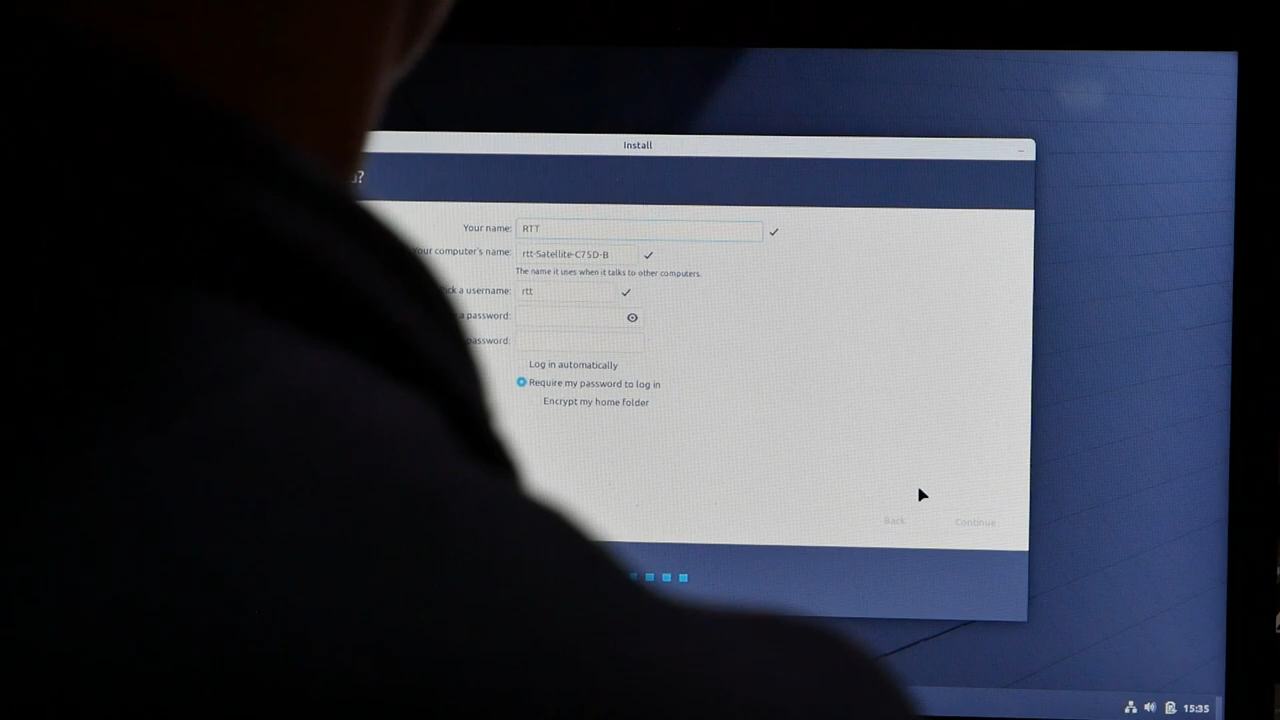 Install
?
Your name: RTT
Your computer's name: rtt-Satellite-C75D-B
The name it uses when it talks to other computers.
a username: rtt
a password:
password:
Log in automatically
Require my password to log in
Encrypt my home folder
Back Continue
15:35